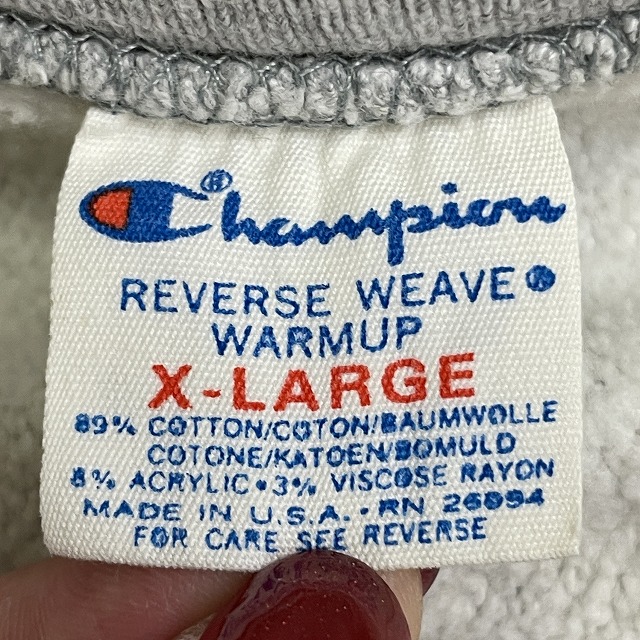 Champion®
REVERSE WEAVE®
WARMUP
X-LARGE
89% COTTON/COTON/BAUMWOLLE
COTONE/KATOEN/BOMULD
8% ACRYLIC • 3% VISCOSE RAYON
MADE IN U.S.A. • RN 26094
FOR CARE SEE REVERSE